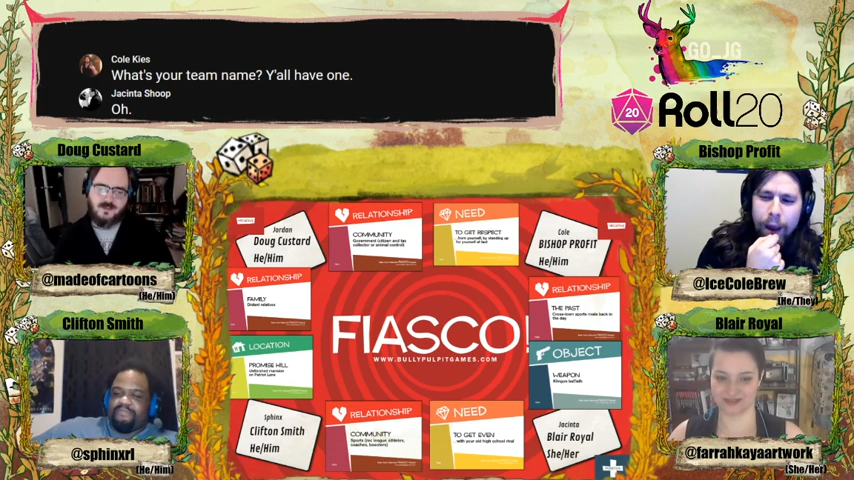 Cole Kies
What's your team name? Y'all have one.
Jacinta Shoop
Oh.
GO_JG
20
Roll20
Doug Custard
@madeofcartoons
(He/Him)
Clifton Smith
@sphinxrl
(He/Him)
Bishop Profit
@IceColeBrew
(He/They)
Blair Royal
@farrahkayaartwork
(She/Her)
Jordan
Doug Custard
He/Him
RELATIONSHIP
COMMUNITY
Government (citizen and tax
collector or animal control)
NEED
TO GET RESPECT
...from yourself, by standing up
for yourself at last
Cole
BISHOP PROFIT
He/Him
RELATIONSHIP
FAMILY
Distant relatives
RELATIONSHIP
THE PAST
Cross-town sports rivals back in
the day
FIASCO!
WWW.BULLYPULPITGAMES.COM
LOCATION
PROMISE HILL
Unfinished mansion
on Patriot Lane
OBJECT
WEAPON
Klingon bat'leth
Sphinx
Clifton Smith
He/Him
RELATIONSHIP
COMMUNITY
Sports (rec league athletes,
coaches, boosters)
NEED
TO GET EVEN
...with your old high school rival
Jacinta
Blair Royal
She/Her